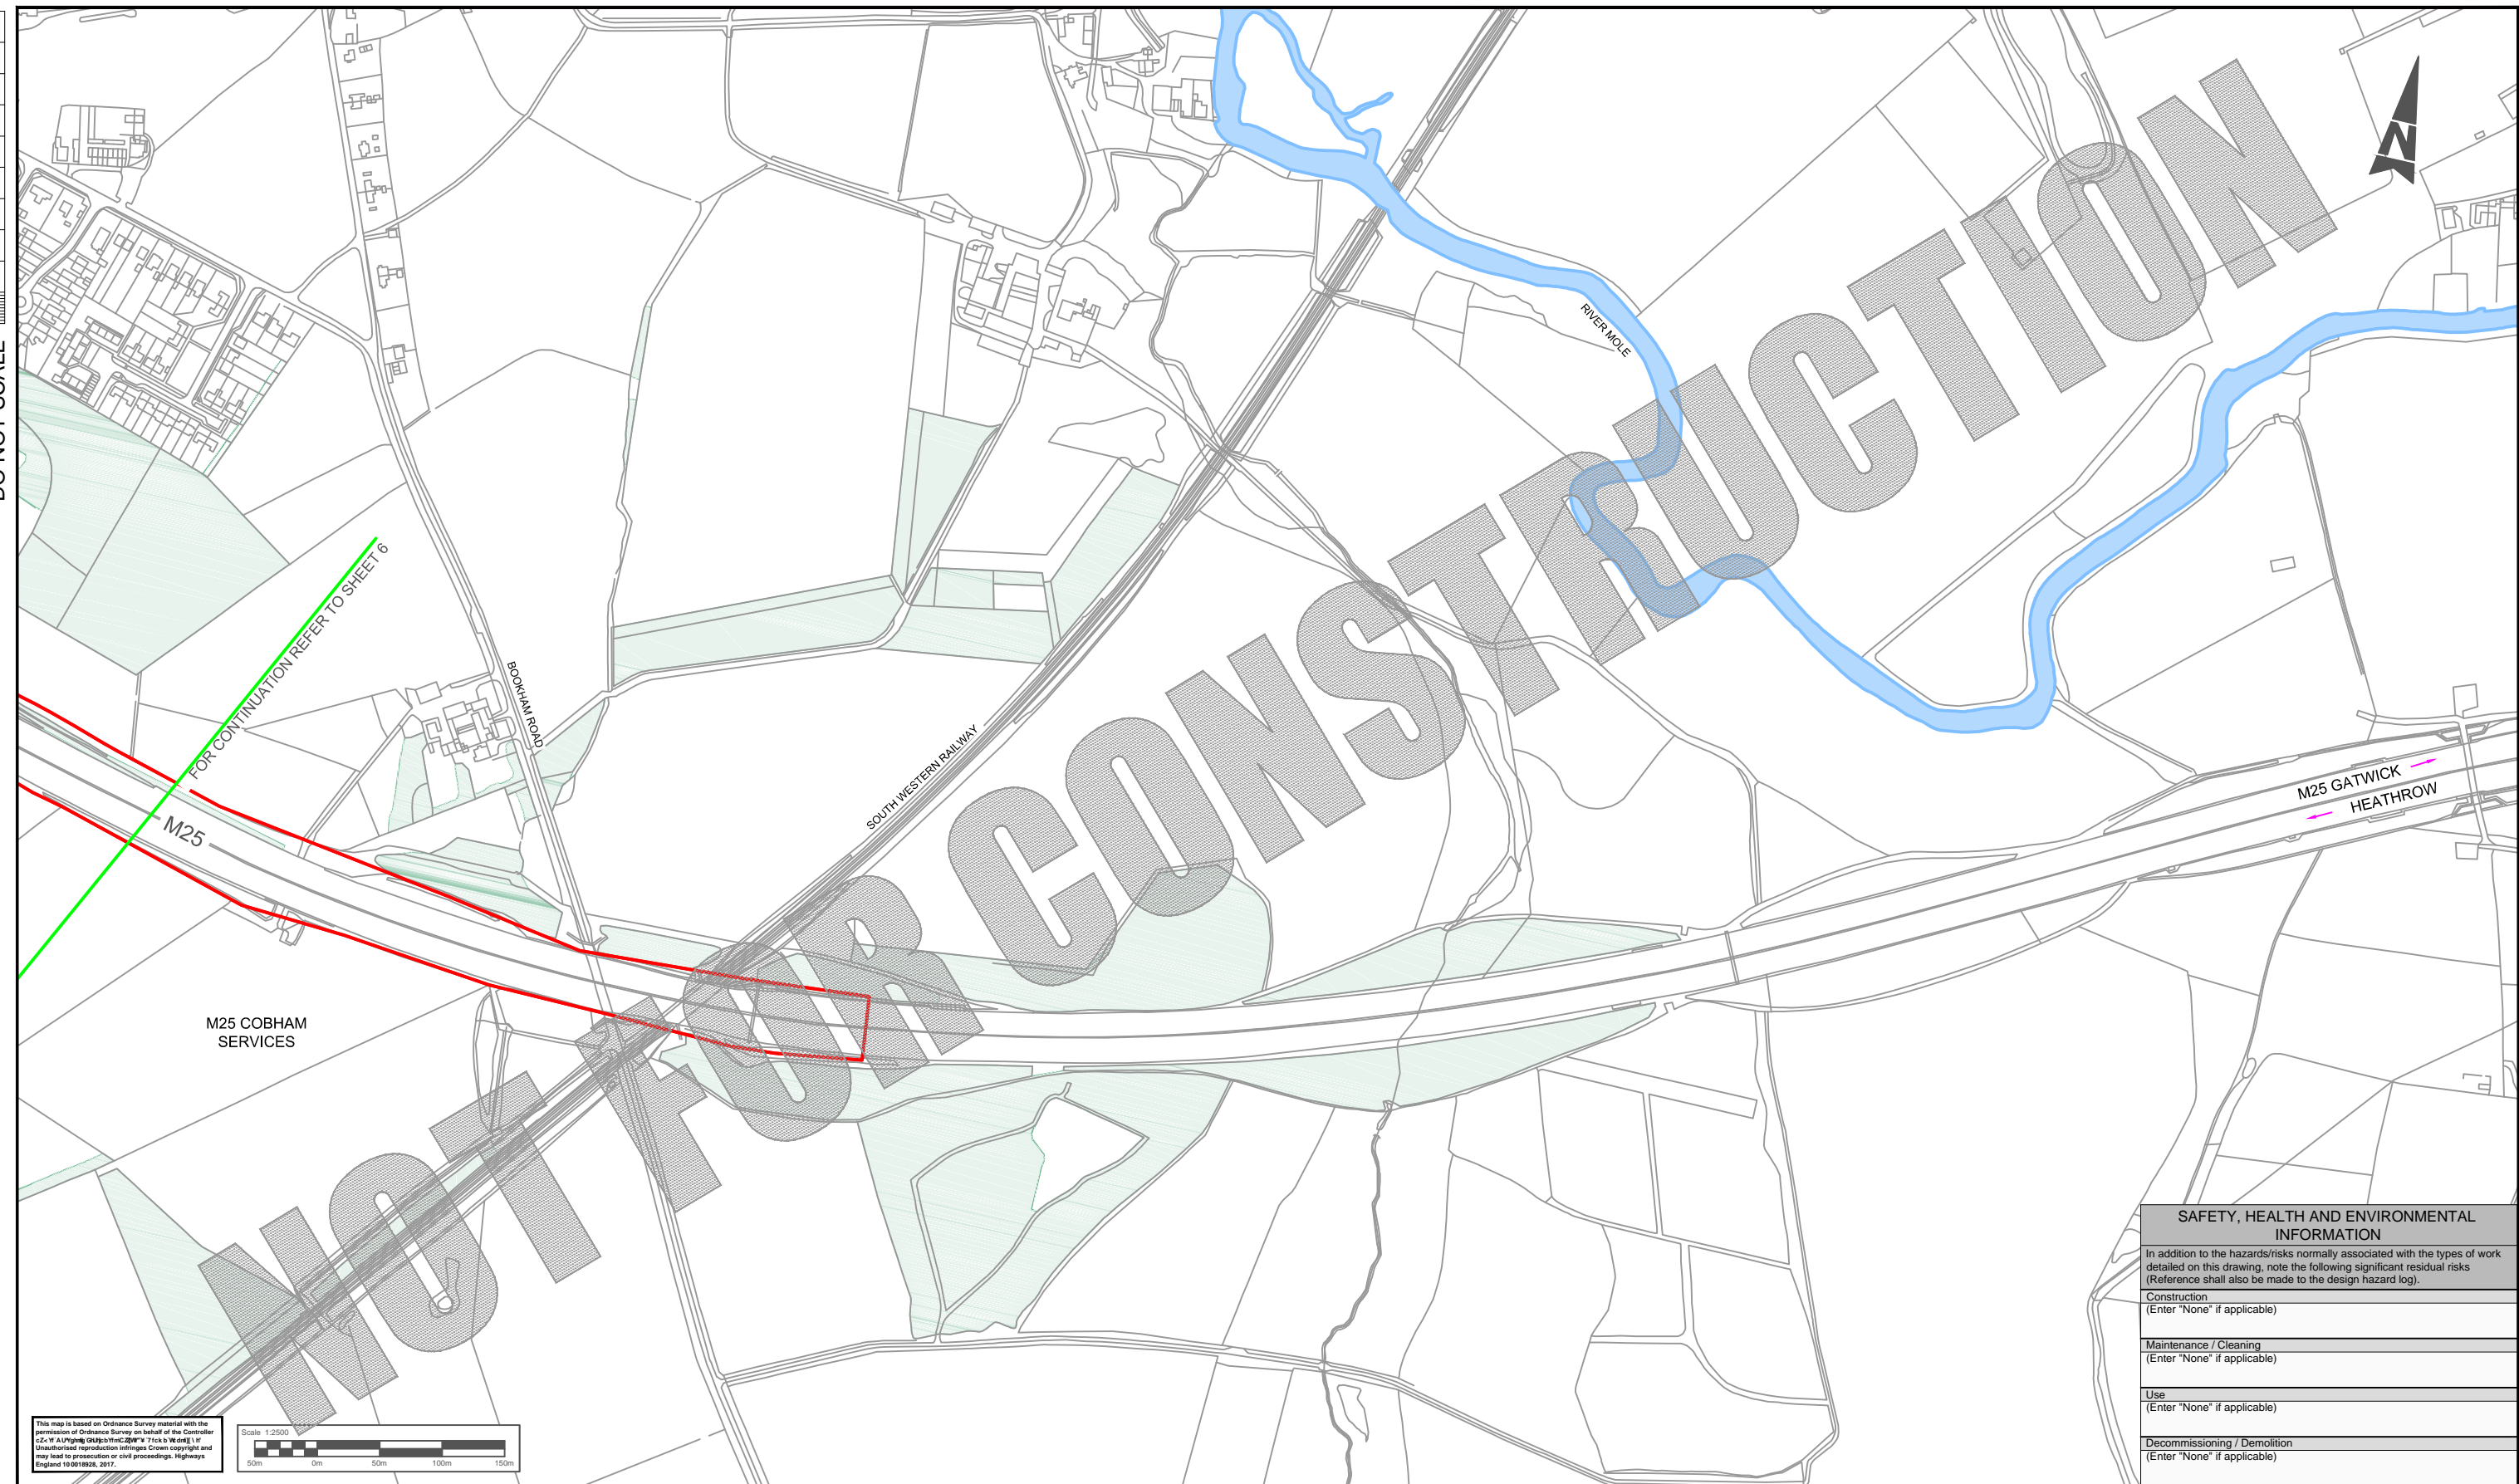 DO NOT SCALE
N
RIVER MOLE
FOR CONTINUATION REFER TO SHEET 6
BOOKHAM ROAD
SOUTH WESTERN RAILWAY
M25 GATWICK
HEATHROW
M25
M25 COBHAM
SERVICES
NOT FOR CONSTRUCTION
SAFETY, HEALTH AND ENVIRONMENTAL
INFORMATION
In addition to the hazards/risks normally associated with the types of work
detailed on this drawing, note the following significant residual risks
(Reference shall also be made to the design hazard log).
Construction
(Enter "None" if applicable)
Maintenance / Cleaning
(Enter "None" if applicable)
Use
(Enter "None" if applicable)
Decommissioning / Demolition
(Enter "None" if applicable)
This map is based on Ordnance Survey material with the
permission of Ordnance Survey on behalf of the Controller
Unauthorised reproduction infringes Crown copyright and
may lead to prosecution or civil proceedings. Highways
England 100018928, 2017.
Scale 1:2500
50m 0m 50m 100m 150m